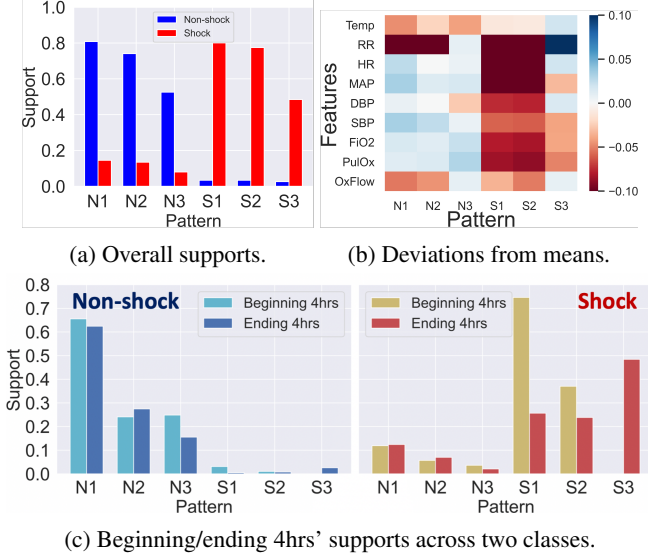 Non-shock
Shock
Support
0.8
0.6
0.4
0.2
0.0
N1 N2 N3 S1 S2 S3
Pattern
(a) Overall supports.
Features
Temp
RR
HR
MAP
DBP
SBP
FiO2
PulOx
OxFlow
N1 N2 N3 S1 S2 S3
Pattern
0.10
0.05
0.00
−0.05
−0.10
(b) Deviations from means.
Support
0.8
0.7
0.6
0.5
0.4
0.3
0.2
0.1
0.0
Non-shock
Beginning 4hrs
Ending 4hrs
N1 N2 N3 S1 S2 S3
Pattern
Beginning 4hrs
Ending 4hrs
Shock
N1 N2 N3 S1 S2 S3
Pattern
(c) Beginning/ending 4hrs’ supports across two classes.